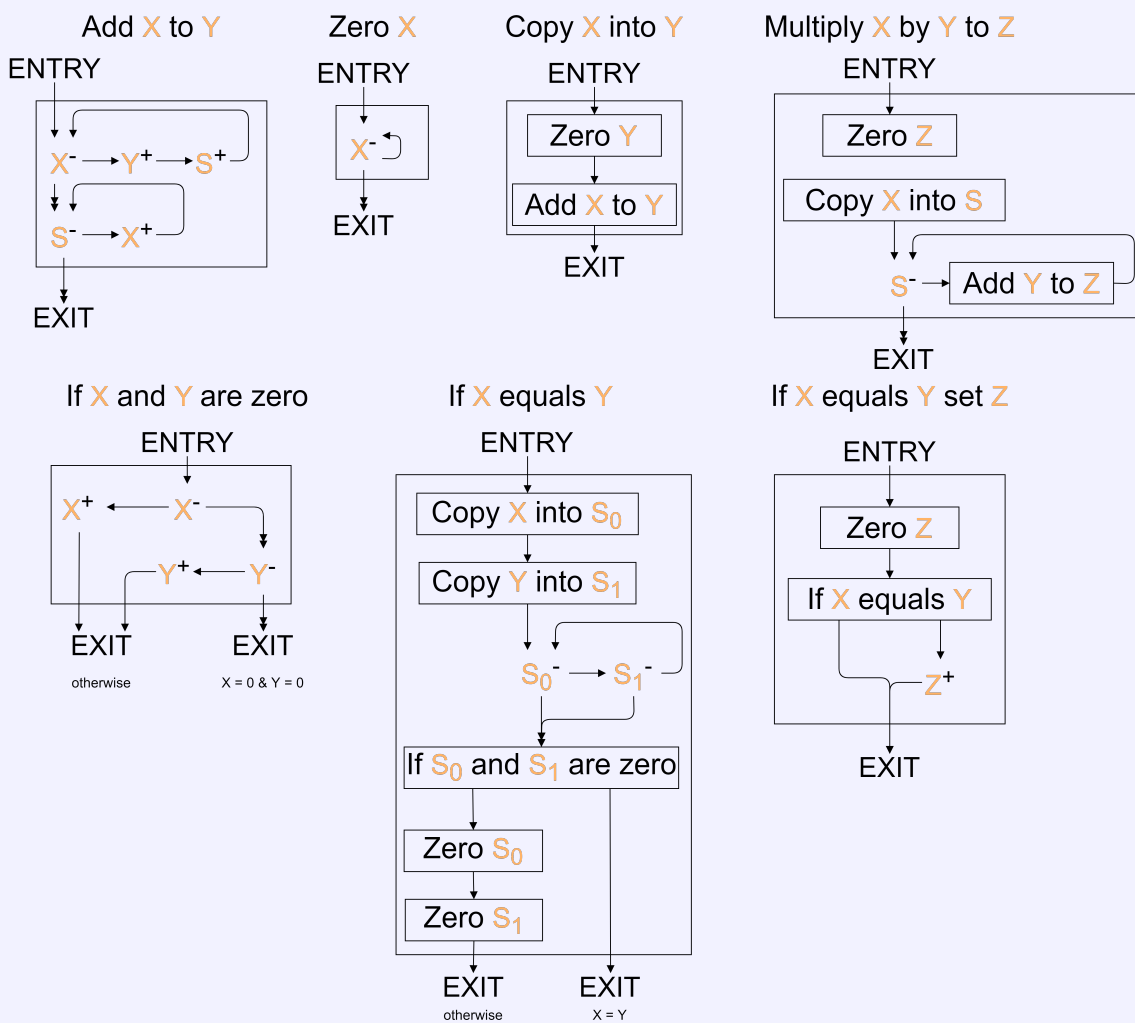 Add X to Y
ENTRY
X- Y+ S+
S- X+
EXIT
Zero X
ENTRY
X-
EXIT
Copy X into Y
ENTRY
Zero Y
Add X to Y
EXIT
Multiply X by Y to Z
ENTRY
Zero Z
Copy X into S
S- Add Y to Z
EXIT
If X and Y are zero
ENTRY
X+ X-
Y+ Y-
EXIT EXIT
otherwise X = 0 & Y = 0
If X equals Y
ENTRY
Copy X into S0
Copy Y into S1
S0- S1-
If S0 and S1 are zero
Zero S0
Zero S1
EXIT EXIT
otherwise X = Y
If X equals Y set Z
ENTRY
Zero Z
If X equals Y
Z+
EXIT